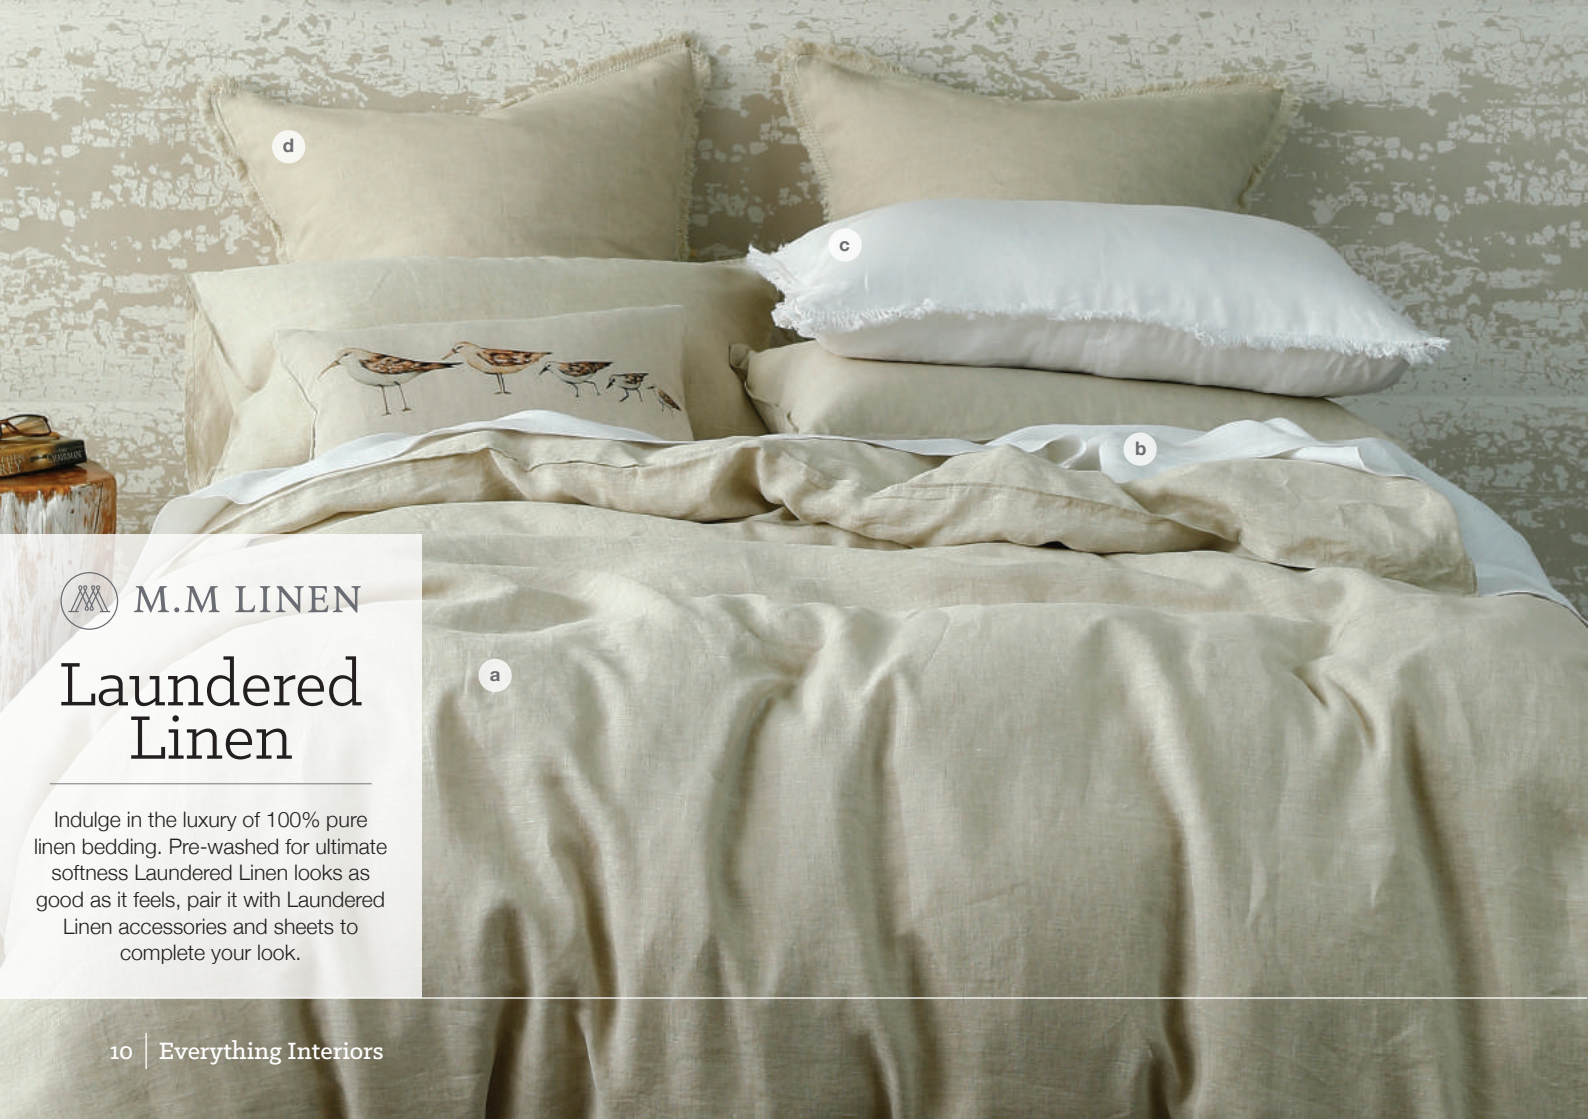 d
c
b
a
M.M LINEN
Laundered
Linen
Indulge in the luxury of 100% pure
linen bedding. Pre-washed for ultimate
softness Laundered Linen looks as
good as it feels, pair it with Laundered
Linen accessories and sheets to
complete your look.
10 | Everything Interiors